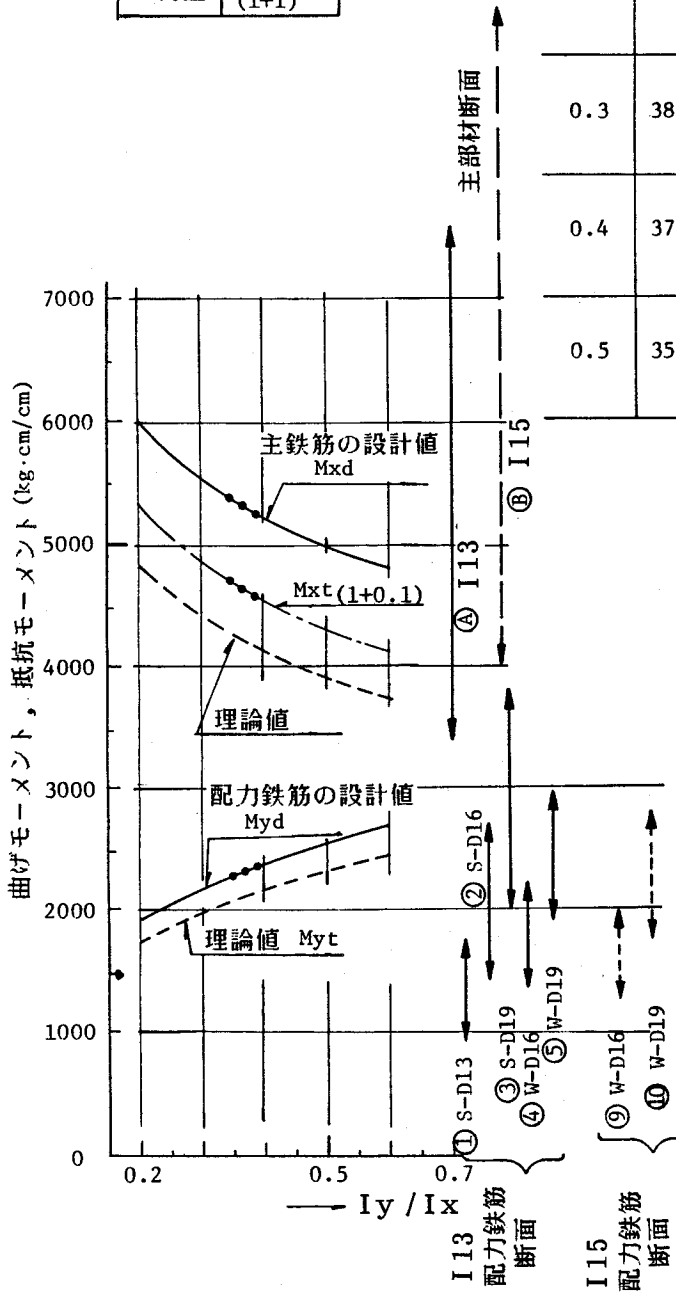 (1+1)
0.3 38
0.4 37
0.5 35
主部材断面
曲げモーメント,抵抗モーメント(kg·cm/cm)
7000
6000
5000
4000
3000
2000
1000
0
0.2 0.5 0.7
Iy/Ix
主鉄筋の設計値
Mxd
Mxt(1+0.1)
理論値
配力鉄筋の設計値
Myd
理論値 Myt
Ⓐ I13
Ⓑ I15
① S-D13
② S-D16
③ S-D19
④ W-D16
⑤ W-D19
⑨ W-D16
⑩ W-D19
I13
配力鉄筋
断面
I15
配力鉄筋
断面